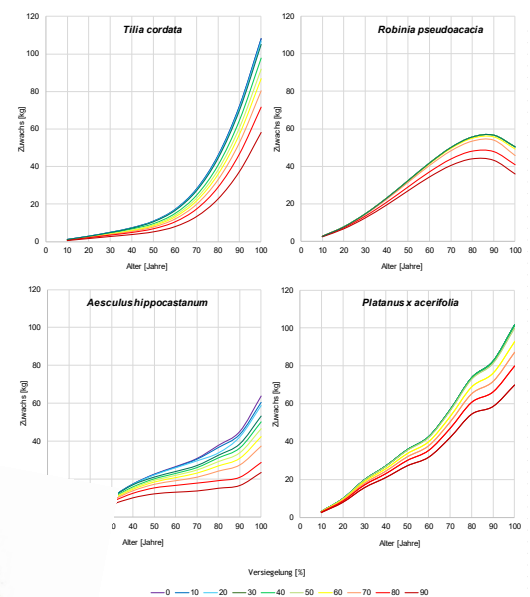 Tilia cordata
120
100
80
60
40
20
0
Zuwachs [kg]
0 10 20 30 40 50 60 70 80 90 100
Alter [Jahre]
Robinia pseudoacacia
120
100
80
60
40
20
0
Zuwachs [kg]
0 10 20 30 40 50 60 70 80 90 100
Alter [Jahre]
Aesculus hippocastanum
120
100
80
60
40
Zuwachs [kg]
30 40 50 60 70 80 90 100
Alter [Jahre]
Platanus x acerifolia
120
100
80
60
40
20
0
Zuwachs [kg]
0 10 20 30 40 50 60 70 80 90 100
Alter [Jahre]
Versiegelung [%]
0 10 20 30 40 50 60 70 80 90